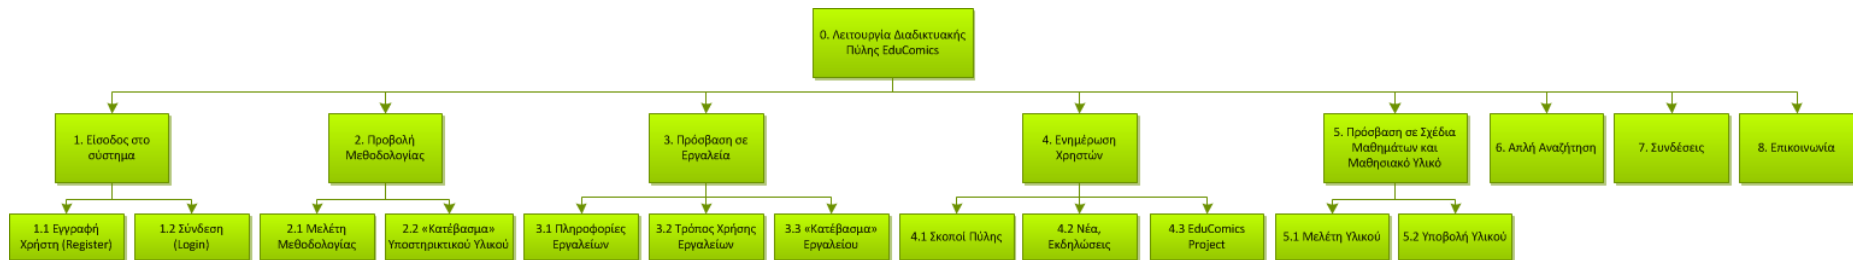 0. Λειτουργία Διαδικτυακής
Πύλης EduComics
1. Είσοδος στο
σύστημα
2. Προβολή
Μεθοδολογίας
3. Πρόσβαση σε
Εργαλεία
4. Ενημέρωση
Χρηστών
5. Πρόσβαση σε Σχέδια
Μαθημάτων και
Μαθησιακό Υλικό
6. Απλή Αναζήτηση
7. Συνδέσεις
8. Επικοινωνία
1.1 Εγγραφή
Χρήστη (Register)
1.2 Σύνδεση
(Login)
2.1 Μελέτη
Μεθοδολογίας
2.2 «Κατέβασμα»
Υποστηρικτικού Υλικού
3.1 Πληροφορίες
Εργαλείων
3.2 Τρόπος Χρήσης
Εργαλείων
3.3 «Κατέβασμα»
Εργαλείου
4.1 Σκοποί Πύλης
4.2 Νέα,
Εκδηλώσεις
4.3 EduComics
Project
5.1 Μελέτη Υλικού
5.2 Υποβολή Υλικού